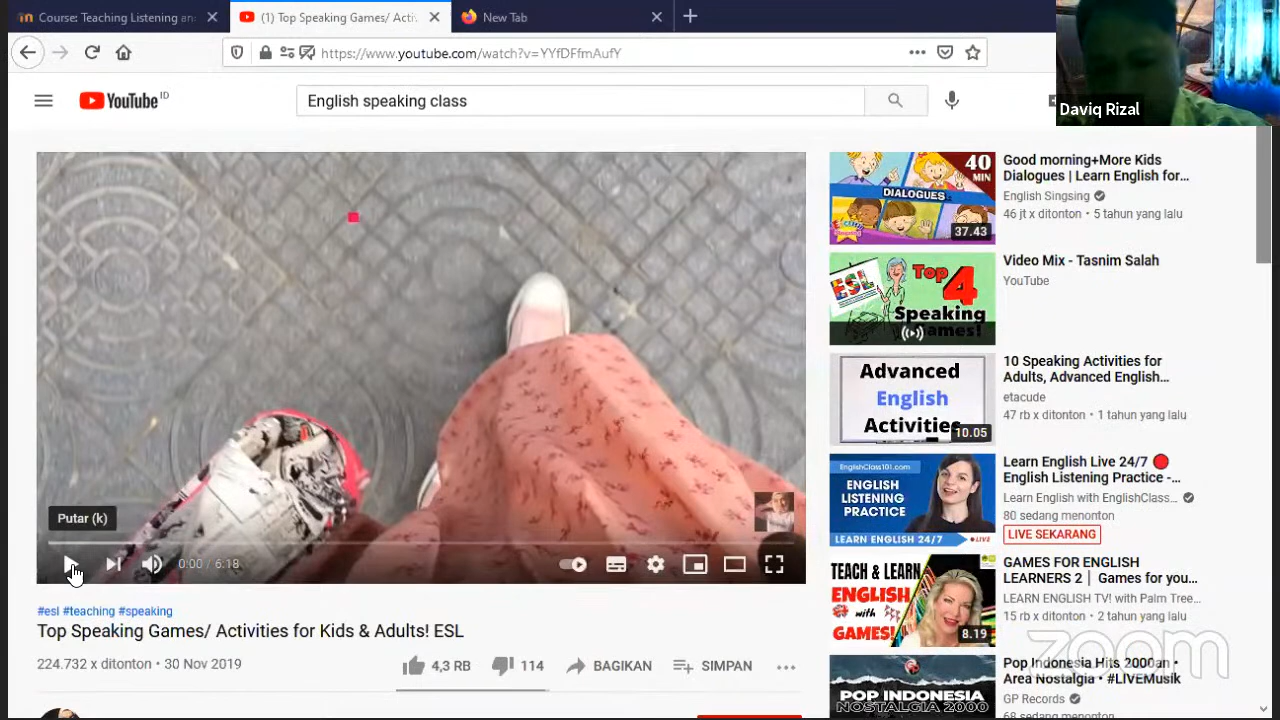 Course: Teaching Listening an
(1) Top Speaking Games/ Activi
New Tab
https://www.youtube.com/watch?v=YYfDFfmAufY
Daviq Rizal
YouTube ID
English speaking class
Putar (k)
0:00 / 6:18
#esl #teaching #speaking
Top Speaking Games/ Activities for Kids & Adults! ESL
224.732 x ditonton • 30 Nov 2019
4,3 RB
114
BAGIKAN
SIMPAN
40
MIN
DIALOGUES
37.43
Good morning+More Kids
Dialogues | Learn English for...
English Singsing
46 jt x ditonton • 5 tahun yang lalu
ESL
Top
4
Speaking
Games!
Video Mix - Tasnim Salah
YouTube
Advanced
English
Activities
10.05
10 Speaking Activities for
Adults, Advanced English...
etacude
47 rb x ditonton • 1 tahun yang lalu
EnglishClass101.com
ENGLISH
LISTENING
PRACTICE
LEARN ENGLISH 24/7
LIVE
Learn English Live 24/7
English Listening Practice -...
Learn English with EnglishClass...
80 sedang menonton
LIVE SEKARANG
TEACH & LEARN
ENGLISH
with
GAMES!
8.19
GAMES FOR ENGLISH
LEARNERS 2 | Games for you...
LEARN ENGLISH TV! with Palm Tree...
15 rb x ditonton • 2 tahun yang lalu
POP INDONESIA
NOSTALGIA 2000
Pop Indonesia Hits 2000an •
Area Nostalgia • #LIVEMusik
GP Records
68 sedang menonton
zoom